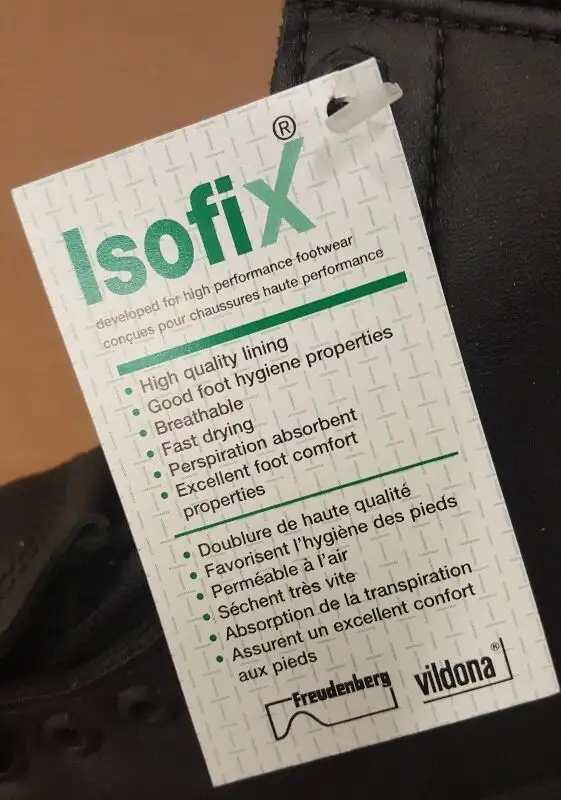 Isofix®
developed for high performance footwear
conçues pour chaussures haute performance
• High quality lining
• Good foot hygiene properties
• Breathable
• Fast drying
• Perspiration absorbent
• Excellent foot comfort
properties
• Doublure de haute qualité
• Favorisent l'hygiène des pieds
• Perméable à l'air
• Séchent très vite
• Absorption de la transpiration
• Assurent un excellent confort
aux pieds
Freudenberg
vildona®